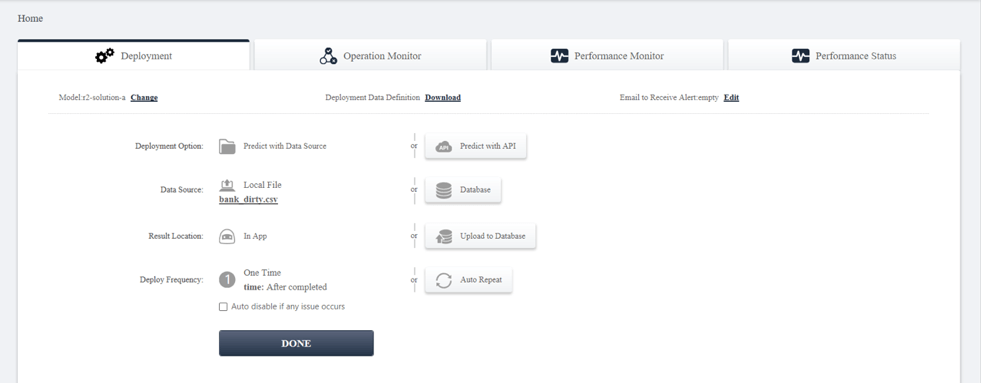 Home
Deployment
Operation Monitor
Performance Monitor
Performance Status
Model:r2-solution-a Change
Deployment Data Definition Download
Email to Receive Alert:empty Edit
Deployment Option: Predict with Data Source or API Predict with API
Data Source: Local File or Database
bank_dirty.csv
Result Location: In App or Upload to Database
Deploy Frequency: 1 One Time or Auto Repeat
time: After completed
Auto disable if any issue occurs
DONE